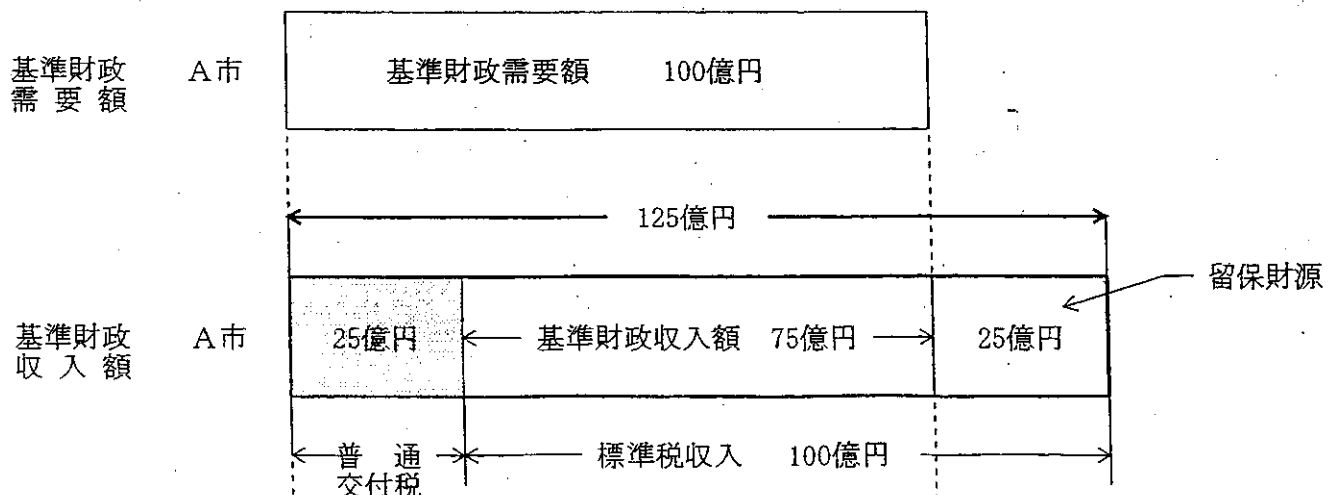 基準財政
需要額
A市
基準財政需要額 100億円
125億円
留保財源
基準財政
収入額
A市
25億円
基準財政収入額 75億円
25億円
普通
交付税
標準税収入 100億円